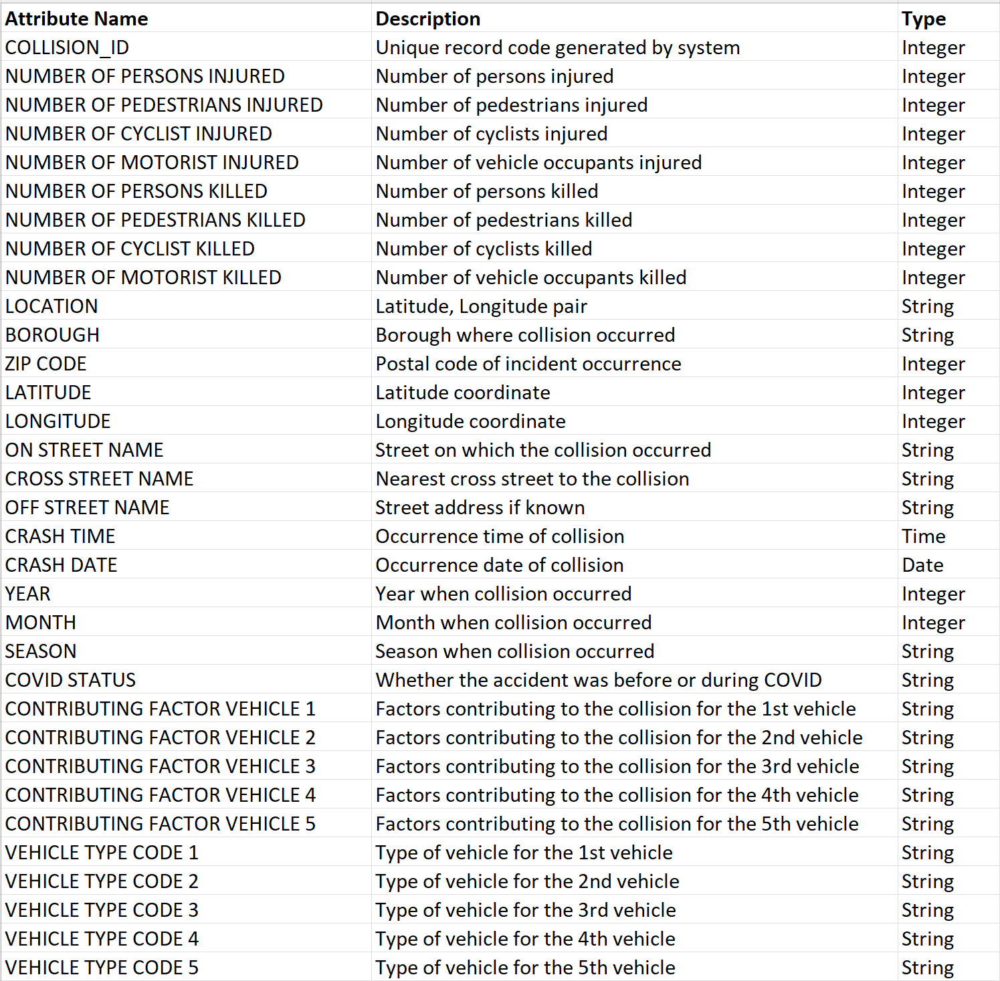 Attribute Name Description Type
COLLISION_ID Unique record code generated by system Integer
NUMBER OF PERSONS INJURED Number of persons injured Integer
NUMBER OF PEDESTRIANS INJURED Number of pedestrians injured Integer
NUMBER OF CYCLIST INJURED Number of cyclists injured Integer
NUMBER OF MOTORIST INJURED Number of vehicle occupants injured Integer
NUMBER OF PERSONS KILLED Number of persons killed Integer
NUMBER OF PEDESTRIANS KILLED Number of pedestrians killed Integer
NUMBER OF CYCLIST KILLED Number of cyclists killed Integer
NUMBER OF MOTORIST KILLED Number of vehicle occupants killed Integer
LOCATION Latitude, Longitude pair String
BOROUGH Borough where collision occurred String
ZIP CODE Postal code of incident occurrence Integer
LATITUDE Latitude coordinate Integer
LONGITUDE Longitude coordinate Integer
ON STREET NAME Street on which the collision occurred String
CROSS STREET NAME Nearest cross street to the collision String
OFF STREET NAME Street address if known String
CRASH TIME Occurrence time of collision Time
CRASH DATE Occurrence date of collision Date
YEAR Year when collision occurred Integer
MONTH Month when collision occurred Integer
SEASON Season when collision occurred String
COVID STATUS Whether the accident was before or during COVID String
CONTRIBUTING FACTOR VEHICLE 1 Factors contributing to the collision for the 1st vehicle String
CONTRIBUTING FACTOR VEHICLE 2 Factors contributing to the collision for the 2nd vehicle String
CONTRIBUTING FACTOR VEHICLE 3 Factors contributing to the collision for the 3rd vehicle String
CONTRIBUTING FACTOR VEHICLE 4 Factors contributing to the collision for the 4th vehicle String
CONTRIBUTING FACTOR VEHICLE 5 Factors contributing to the collision for the 5th vehicle String
VEHICLE TYPE CODE 1 Type of vehicle for the 1st vehicle String
VEHICLE TYPE CODE 2 Type of vehicle for the 2nd vehicle String
VEHICLE TYPE CODE 3 Type of vehicle for the 3rd vehicle String
VEHICLE TYPE CODE 4 Type of vehicle for the 4th vehicle String
VEHICLE TYPE CODE 5 Type of vehicle for the 5th vehicle String